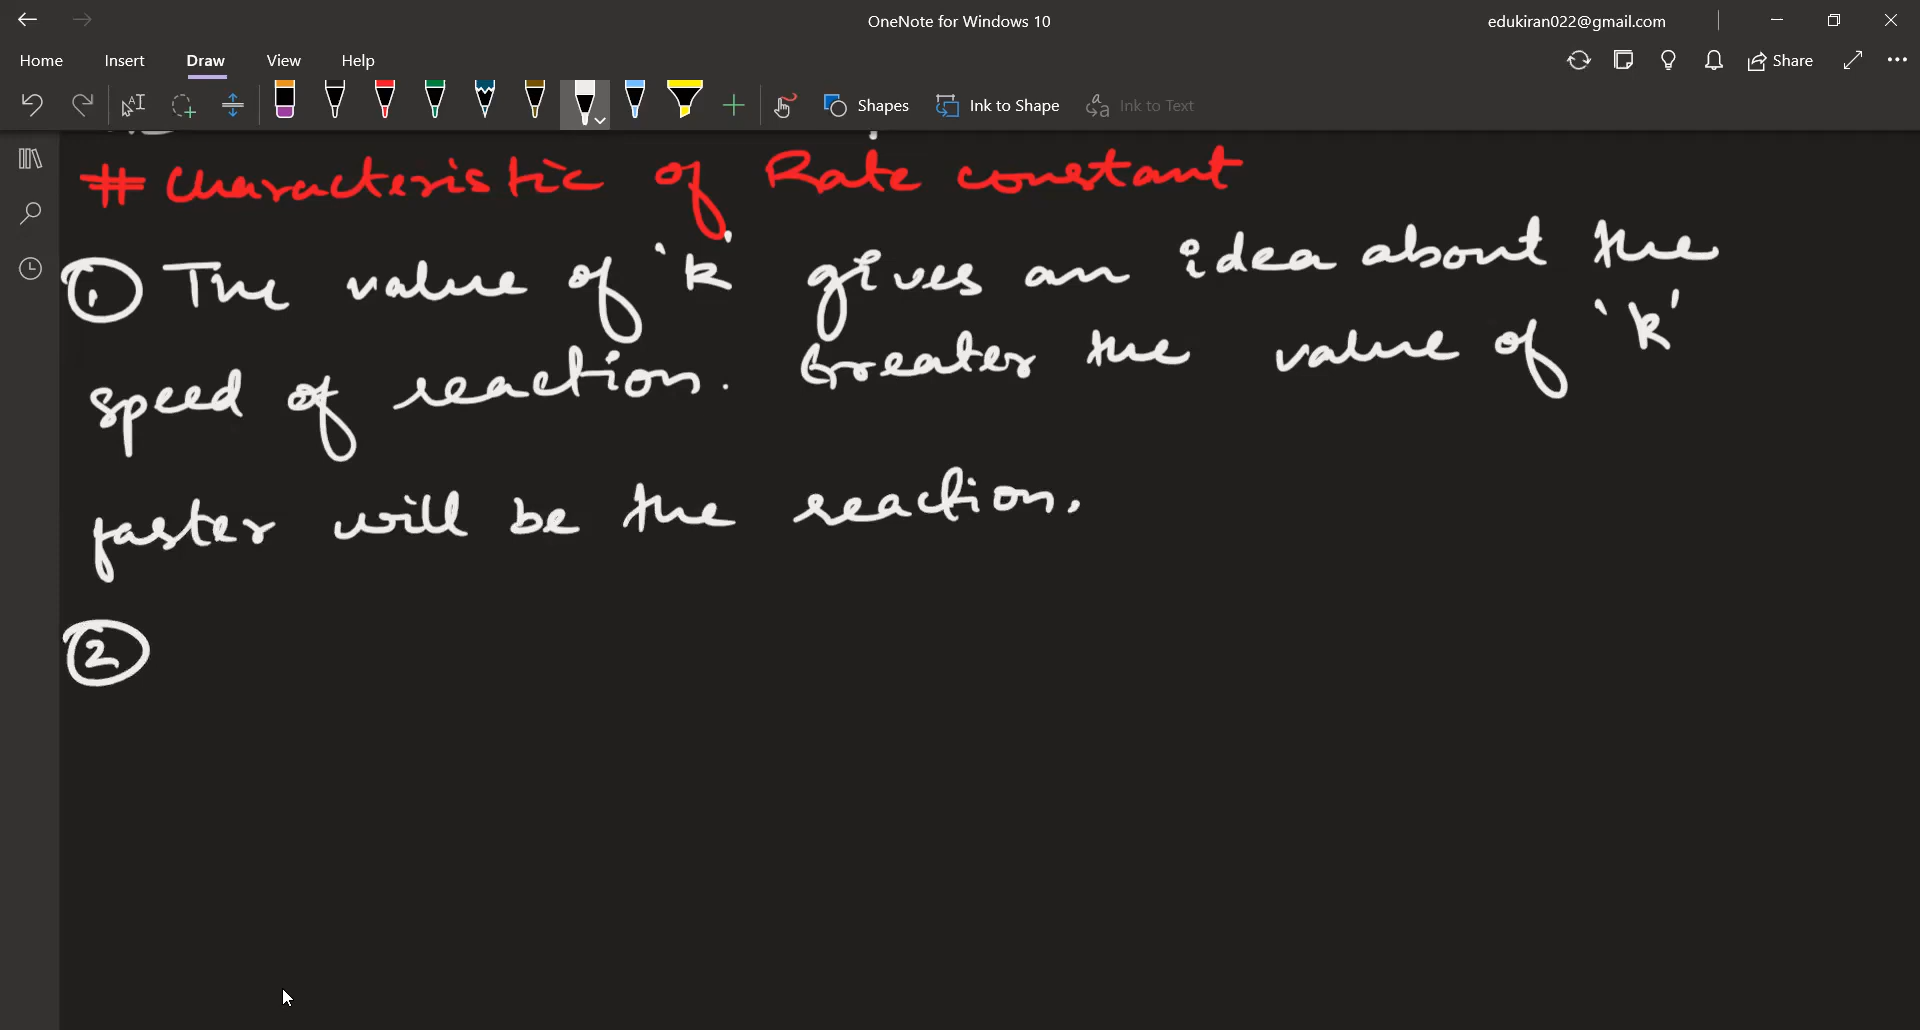 OneNote for Windows 10
edukiran022@gmail.com
Home Insert Draw View Help
Share
Shapes Ink to Shape Ink to Text
# Characteristic of Rate constant
① The value of 'k' gives an idea about the
speed of reaction. Greater the value of 'k'
faster will be the reaction.
②